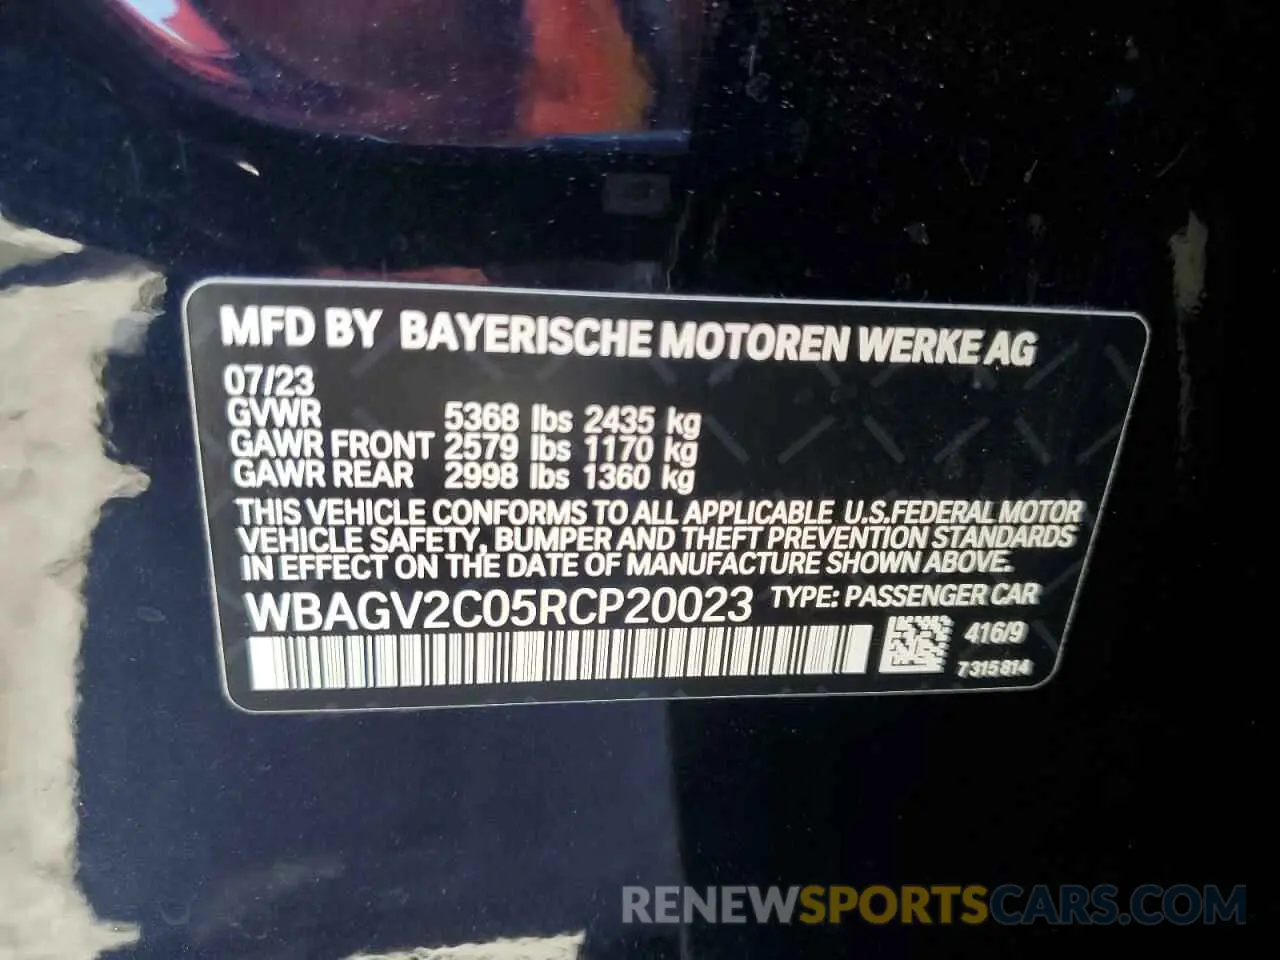 MFD BY BAYERISCHE MOTOREN WERKE AG
07/23
GVWR 5368 lbs 2435 kg
GAWR FRONT 2579 lbs 1170 kg
GAWR REAR 2998 lbs 1360 kg
THIS VEHICLE CONFORMS TO ALL APPLICABLE U.S.FEDERAL MOTOR
VEHICLE SAFETY, BUMPER AND THEFT PREVENTION STANDARDS
IN EFFECT ON THE DATE OF MANUFACTURE SHOWN ABOVE.
WBAGV2C05RCP20023 TYPE: PASSENGER CAR
416/9
7315814
RENEWSPORTSCARS.COM